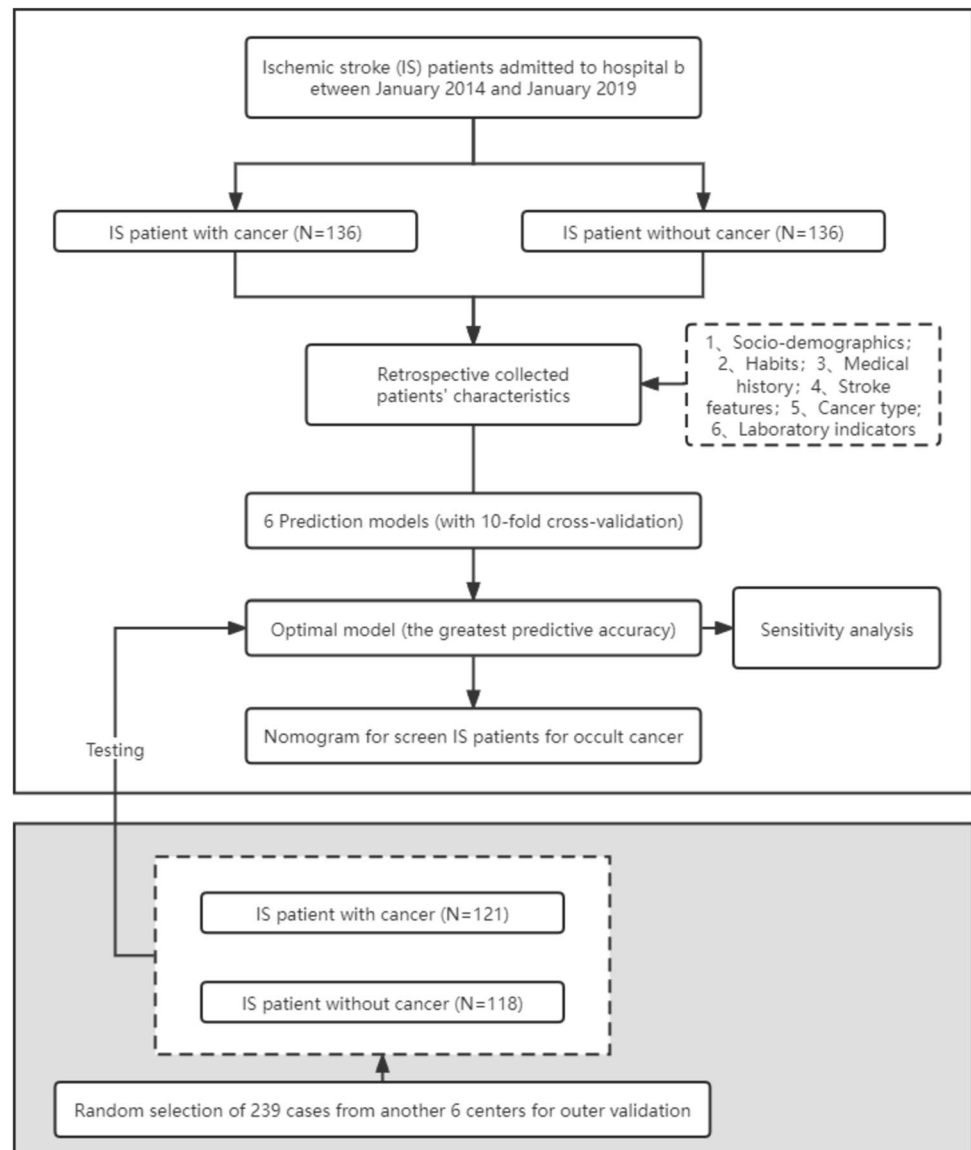 Ischemic stroke (IS) patients admitted to hospital b
etween January 2014 and January 2019
IS patient with cancer (N=136)
IS patient without cancer (N=136)
Retrospective collected
patients' characteristics
1、Socio-demographics;
2、Habits; 3、Medical
history; 4、Stroke
features; 5、Cancer type;
6、Laboratory indicators
6 Prediction models (with 10-fold cross-validation)
Optimal model (the greatest predictive accuracy)
Sensitivity analysis
Nomogram for screen IS patients for occult cancer
Testing
IS patient with cancer (N=121)
IS patient without cancer (N=118)
Random selection of 239 cases from another 6 centers for outer validation